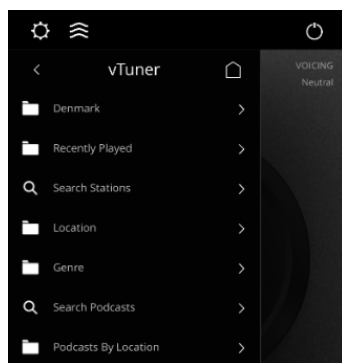 vTuner
VOICING
Neutral
Denmark
Recently Played
Search Stations
Location
Genre
Search Podcasts
Podcasts By Location